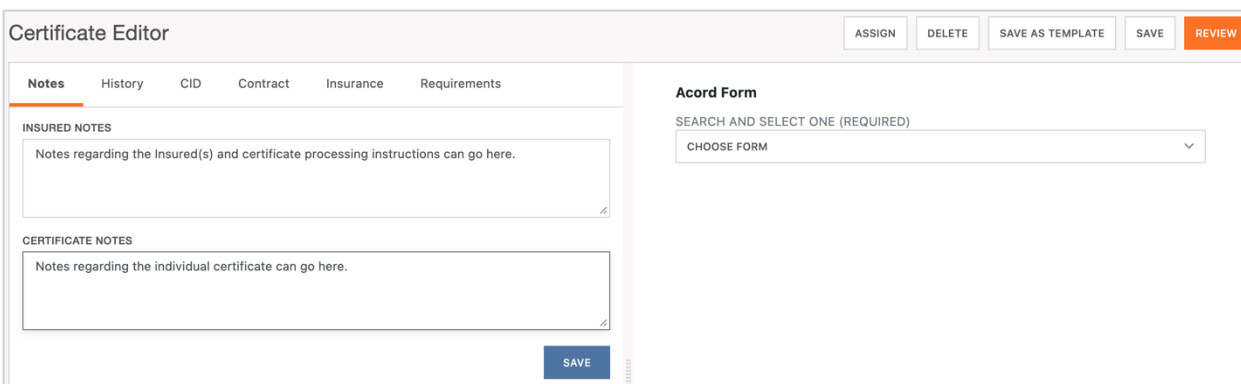 Certificate Editor
ASSIGN
DELETE
SAVE AS TEMPLATE
SAVE
REVIEW
Notes
History
CID
Contract
Insurance
Requirements
INSURED NOTES
Notes regarding the Insured(s) and certificate processing instructions can go here.
CERTIFICATE NOTES
Notes regarding the individual certificate can go here.
SAVE
Acord Form
SEARCH AND SELECT ONE (REQUIRED)
CHOOSE FORM